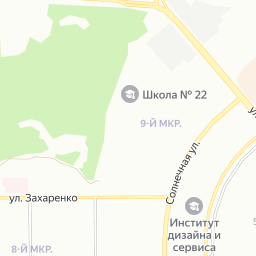 Школа № 22
9-Й МКР.
Солнечная ул.
ул. Захаренко
Институт
дизайна и
сервиса
8-Й МКР.